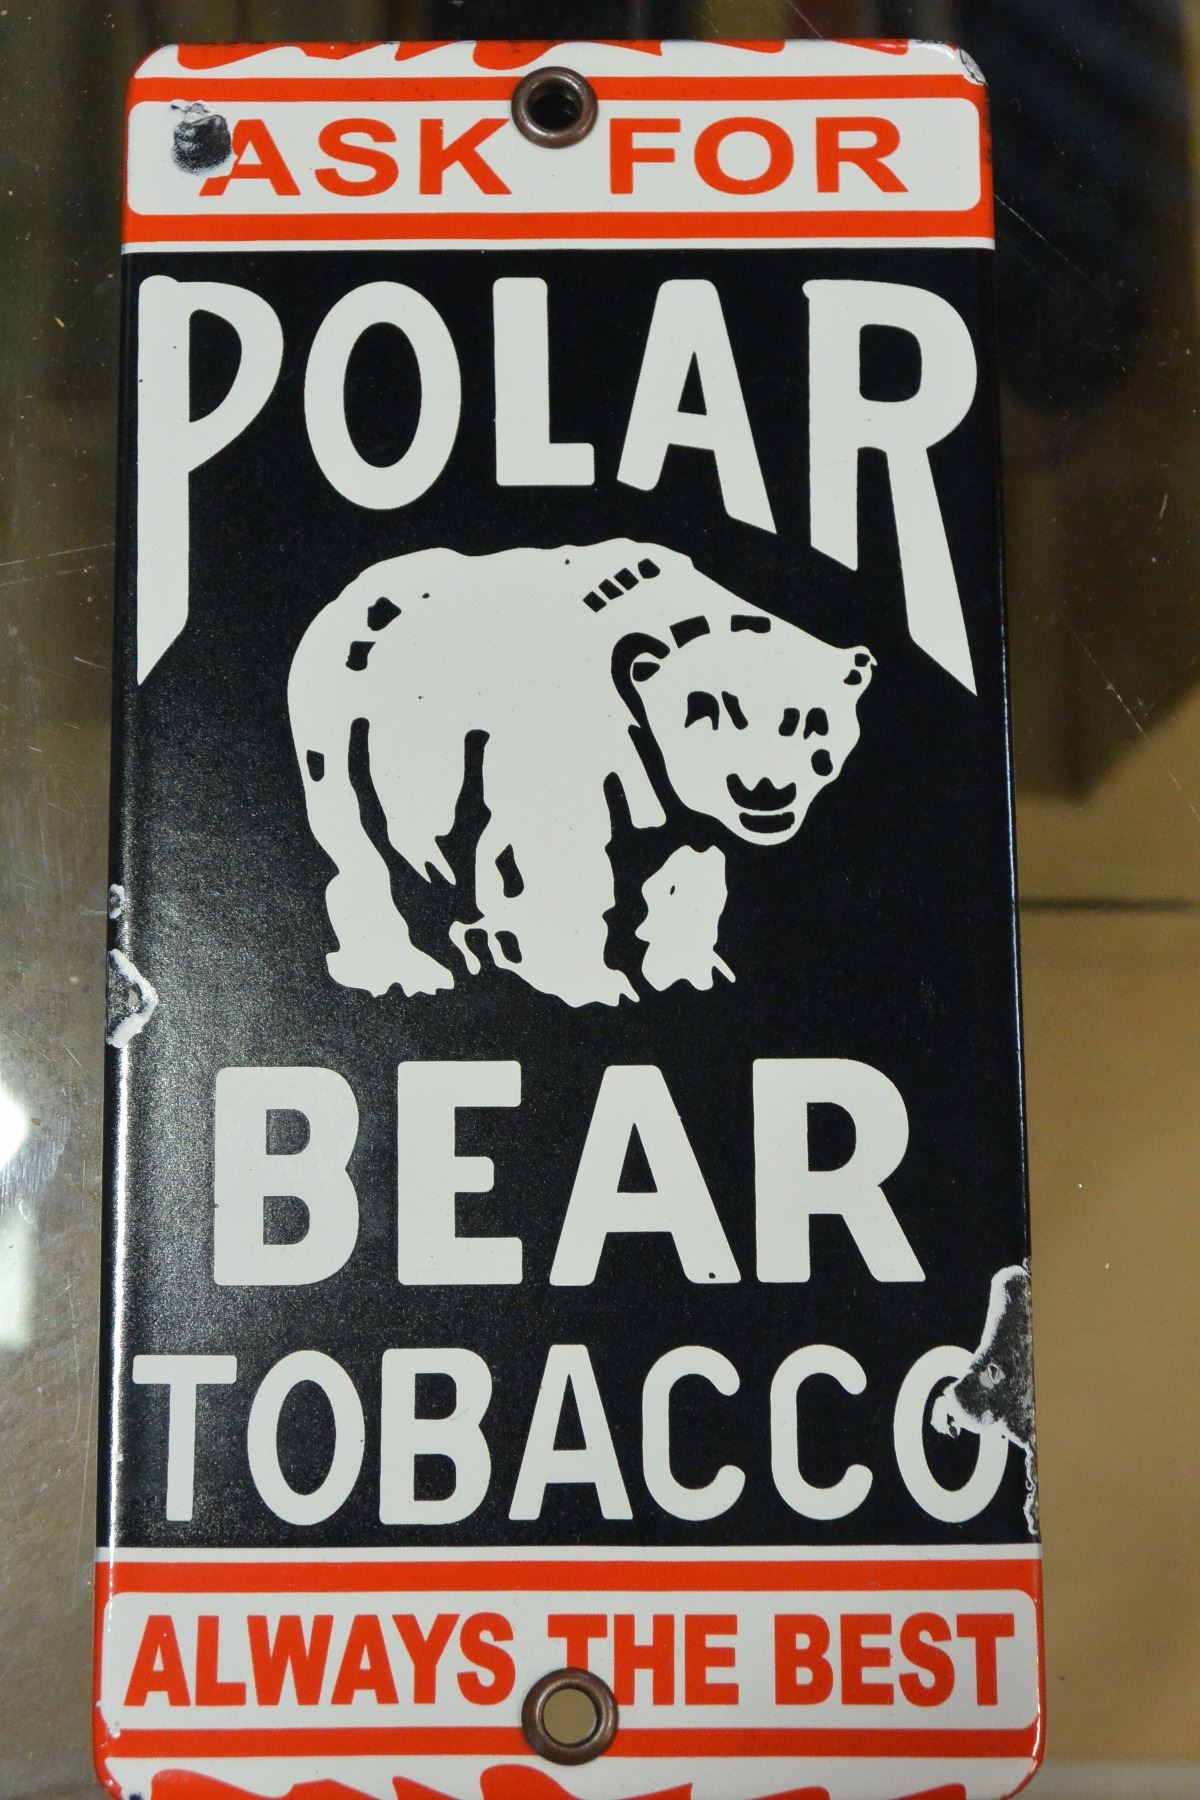 ASK FOR
POLAR
BEAR
TOBACCO
ALWAYS THE BEST